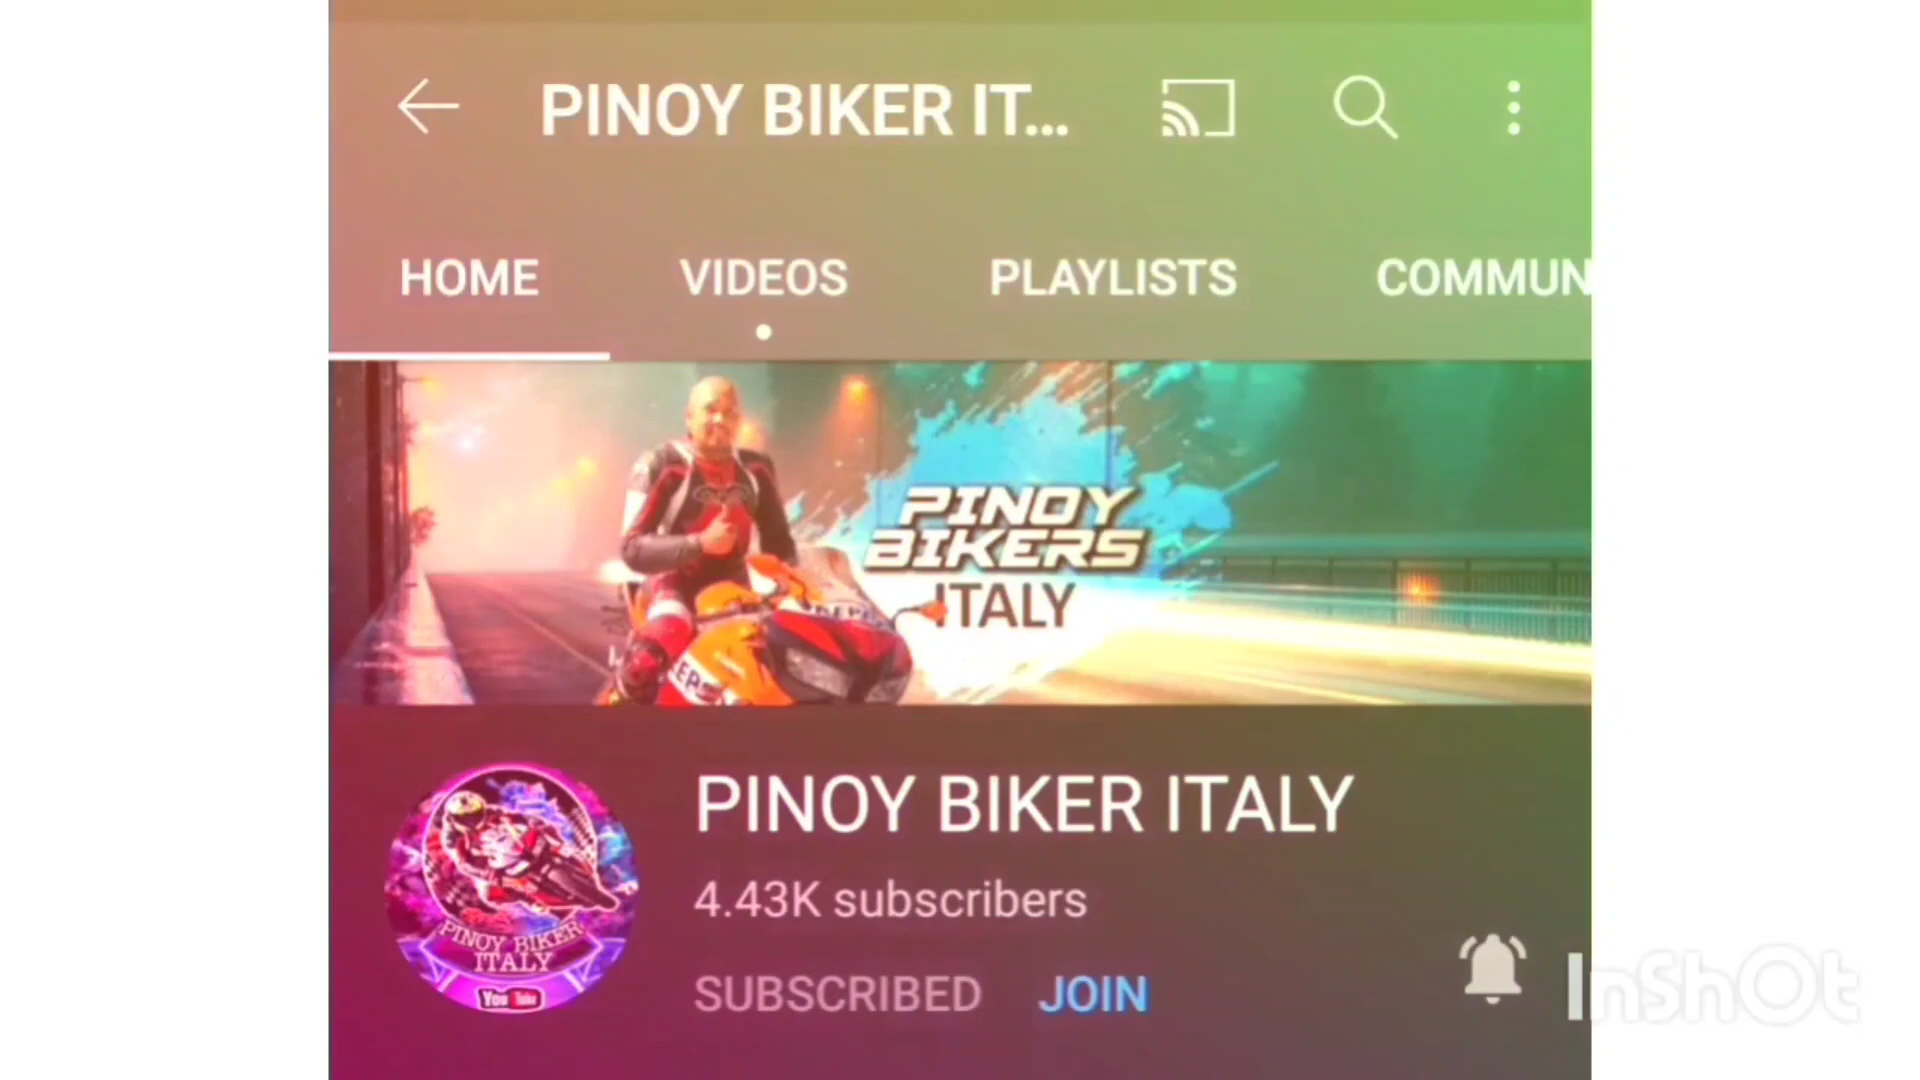 PINOY BIKER IT...
HOME VIDEOS PLAYLISTS COMMUN
PINOY
BIKERS
ITALY
PINOY BIKER ITALY
4.43K subscribers
SUBSCRIBED JOIN
PINOY BIKER
ITALY
YouTube
InShOt